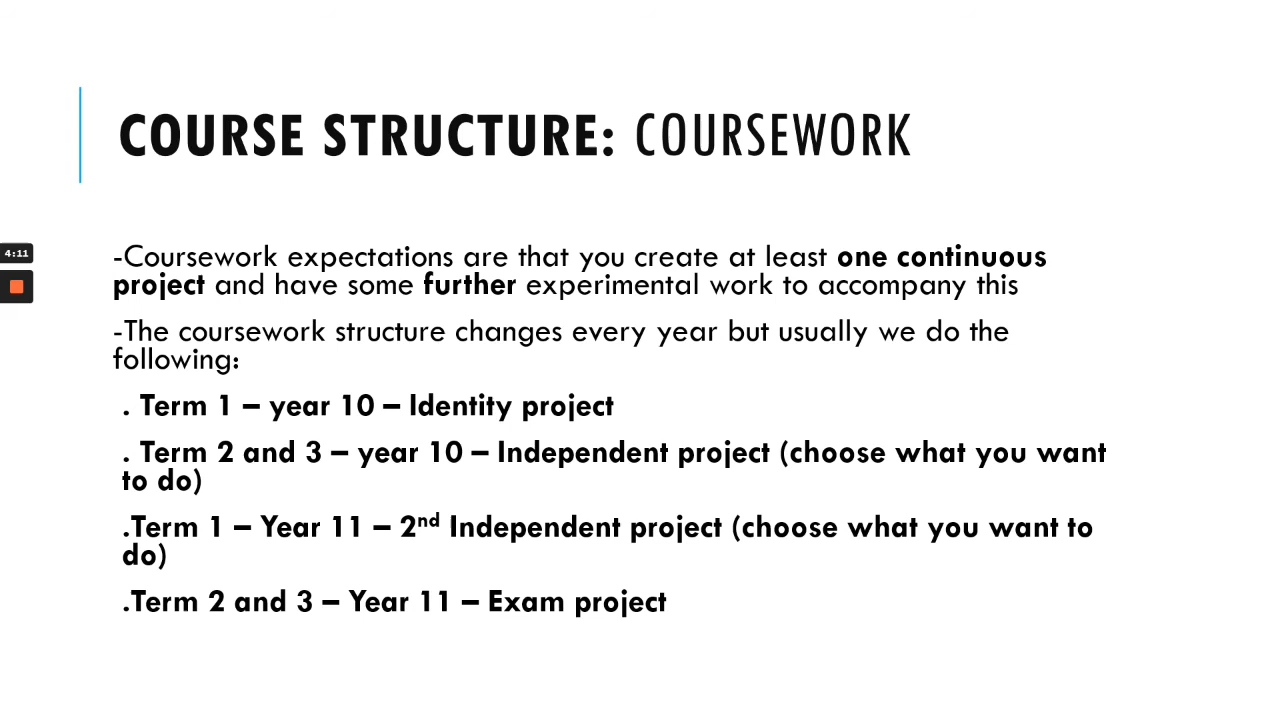 COURSE STRUCTURE: COURSEWORK
4:11
-Coursework expectations are that you create at least one continuous
project and have some further experimental work to accompany this
-The coursework structure changes every year but usually we do the
following:
. Term 1 – year 10 – Identity project
. Term 2 and 3 – year 10 – Independent project (choose what you want
to do)
.Term 1 – Year 11 – 2nd Independent project (choose what you want to
do)
.Term 2 and 3 – Year 11 – Exam project